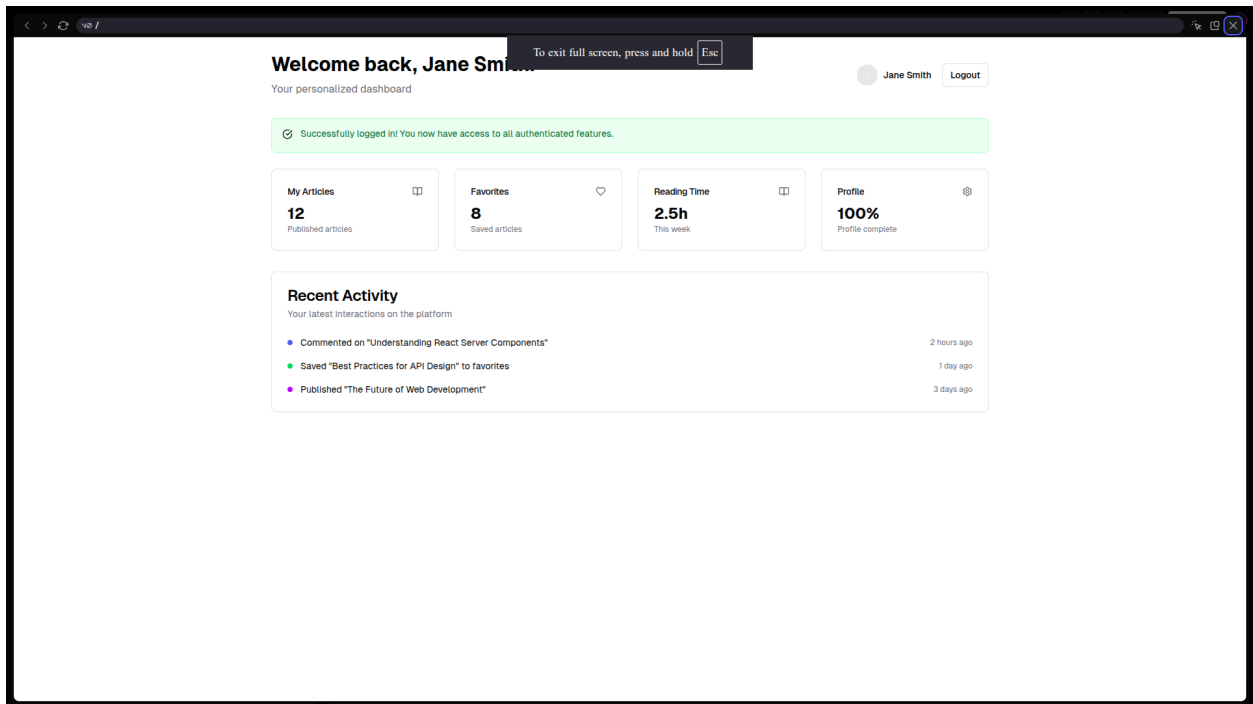 v0 /
To exit full screen, press and hold Esc
Welcome back, Jane Smi
Your personalized dashboard
Jane Smith
Logout
Successfully logged in! You now have access to all authenticated features.
My Articles
12
Published articles
Favorites
8
Saved articles
Reading Time
2.5h
This week
Profile
100%
Profile complete
Recent Activity
Your latest interactions on the platform
Commented on "Understanding React Server Components" 2 hours ago
Saved "Best Practices for API Design" to favorites 1 day ago
Published "The Future of Web Development" 3 days ago